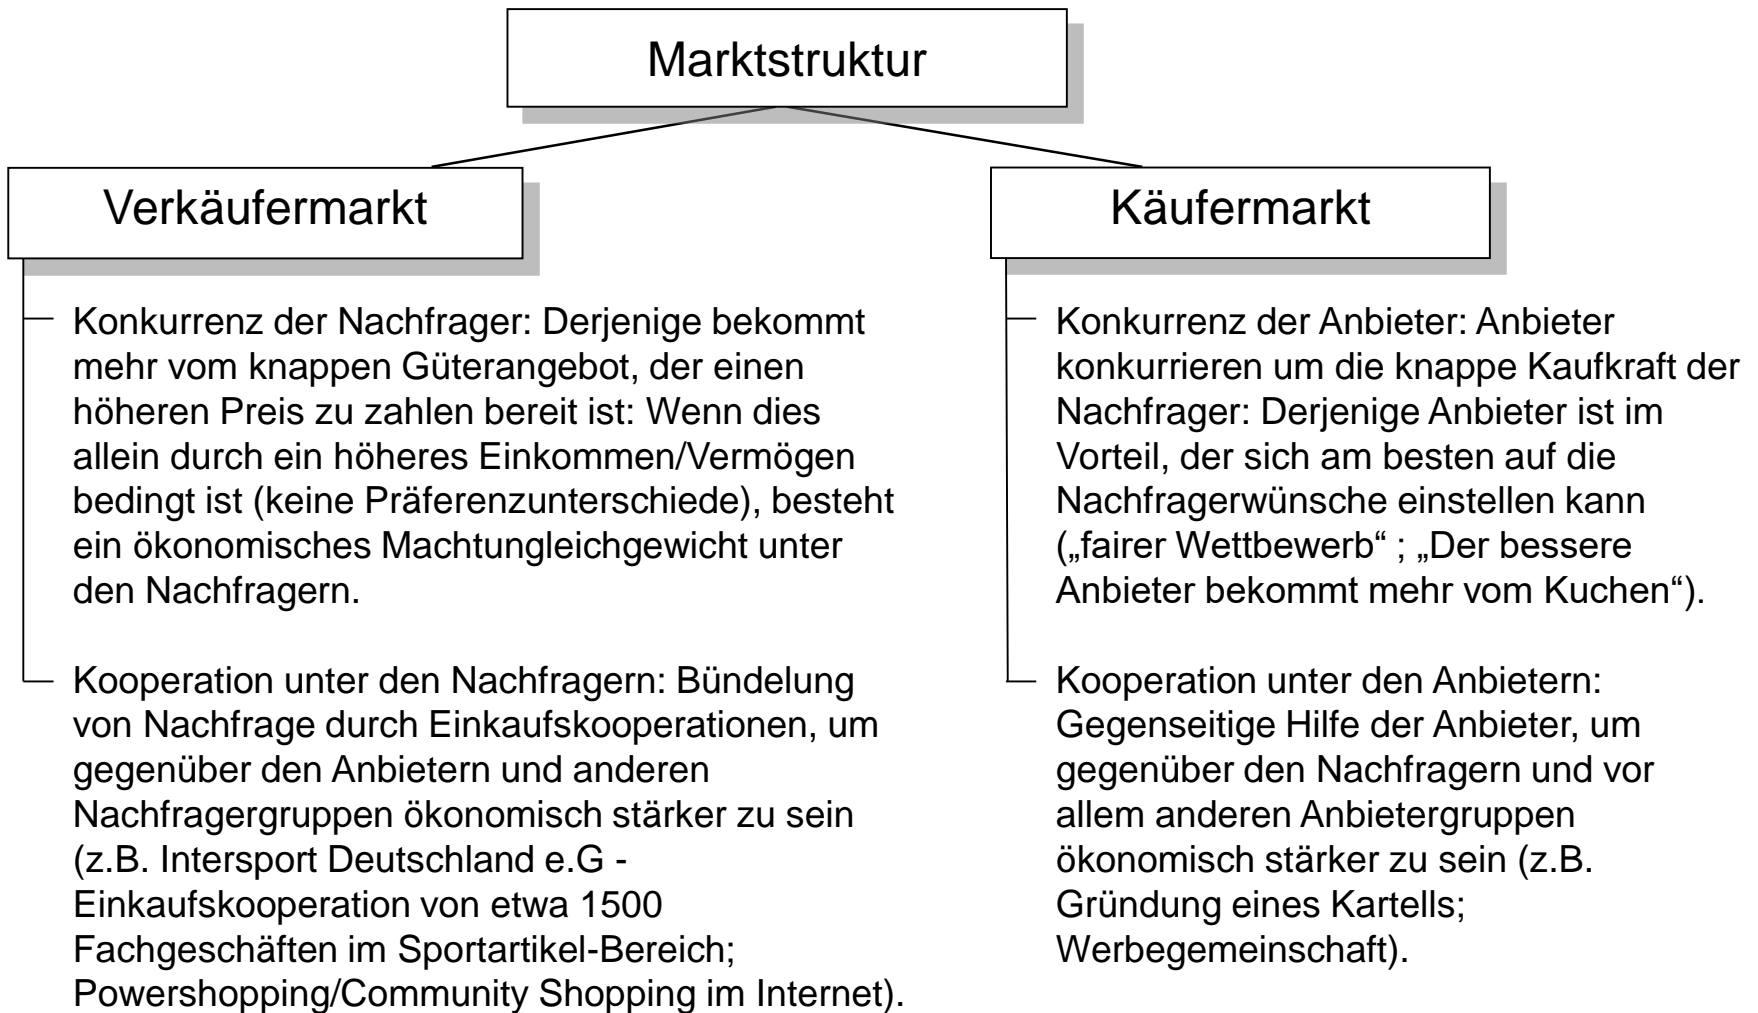 Marktstruktur
Verkäufermarkt
Konkurrenz der Nachfrager: Derjenige bekommt
mehr vom knappen Güterangebot, der einen
höheren Preis zu zahlen bereit ist: Wenn dies
allein durch ein höheres Einkommen/Vermögen
bedingt ist (keine Präferenzunterschiede), besteht
ein ökonomisches Machtungleichgewicht unter
den Nachfragern.
Kooperation unter den Nachfragern: Bündelung
von Nachfrage durch Einkaufskooperationen, um
gegenüber den Anbietern und anderen
Nachfragergruppen ökonomisch stärker zu sein
(z.B. Intersport Deutschland e.G -
Einkaufskooperation von etwa 1500
Fachgeschäften im Sportartikel-Bereich;
Powershopping/Community Shopping im Internet).
Käufermarkt
Konkurrenz der Anbieter: Anbieter
konkurrieren um die knappe Kaufkraft der
Nachfrager: Derjenige Anbieter ist im
Vorteil, der sich am besten auf die
Nachfragerwünsche einstellen kann
(„fairer Wettbewerb“ ; „Der bessere
Anbieter bekommt mehr vom Kuchen“).
Kooperation unter den Anbietern:
Gegenseitige Hilfe der Anbieter, um
gegenüber den Nachfragern und vor
allem anderen Anbietergruppen
ökonomisch stärker zu sein (z.B.
Gründung eines Kartells;
Werbegemeinschaft).